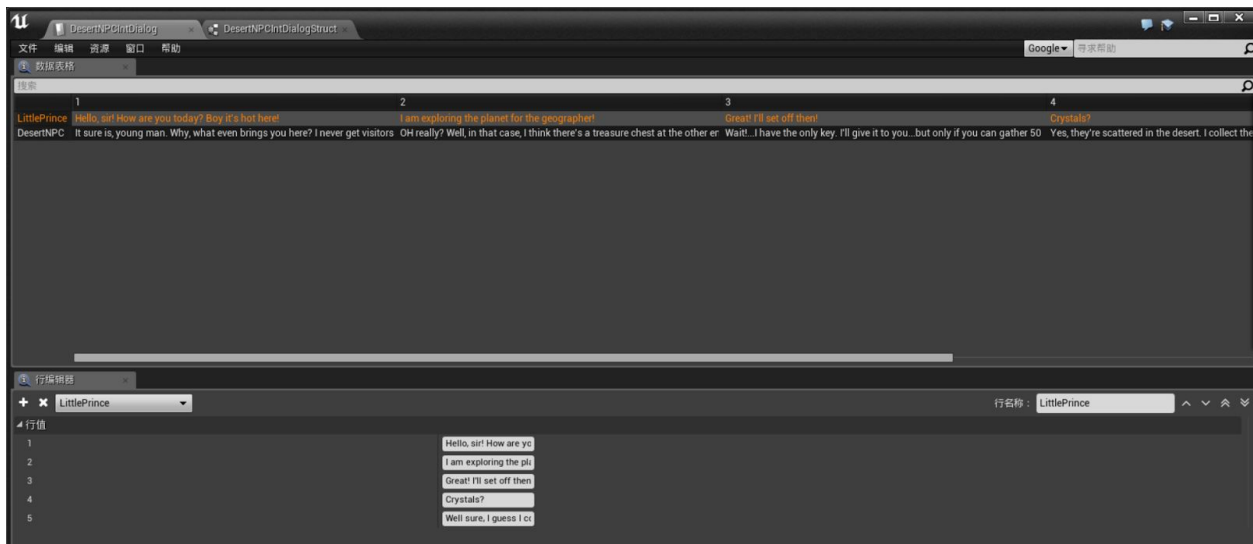 DesertNPCIntDialog DesertNPCIntDialogStruct
文件 编辑 资源 窗口 帮助 Google 寻求帮助
数据表格
搜索
1 2 3 4
LittlePrince Hello, sir! How are you today? Boy it's hot here! I am exploring the planet for the geographer! Great! I'll set off then! Crystals?
DesertNPC It sure is, young man. Why, what even brings you here? I never get visitors OH really? Well, in that case, I think there's a treasure chest at the other Wait!...I have the only key. I'll give it to you...but only if you can gather 50 Yes, they're scattered in the desert. I collect the
行编辑器
LittlePrince 行名称: LittlePrince
行值
1 Hello, sir! How are yo
2 I am exploring the pla
3 Great! I'll set off then
4 Crystals?
5 Well sure, I guess I co